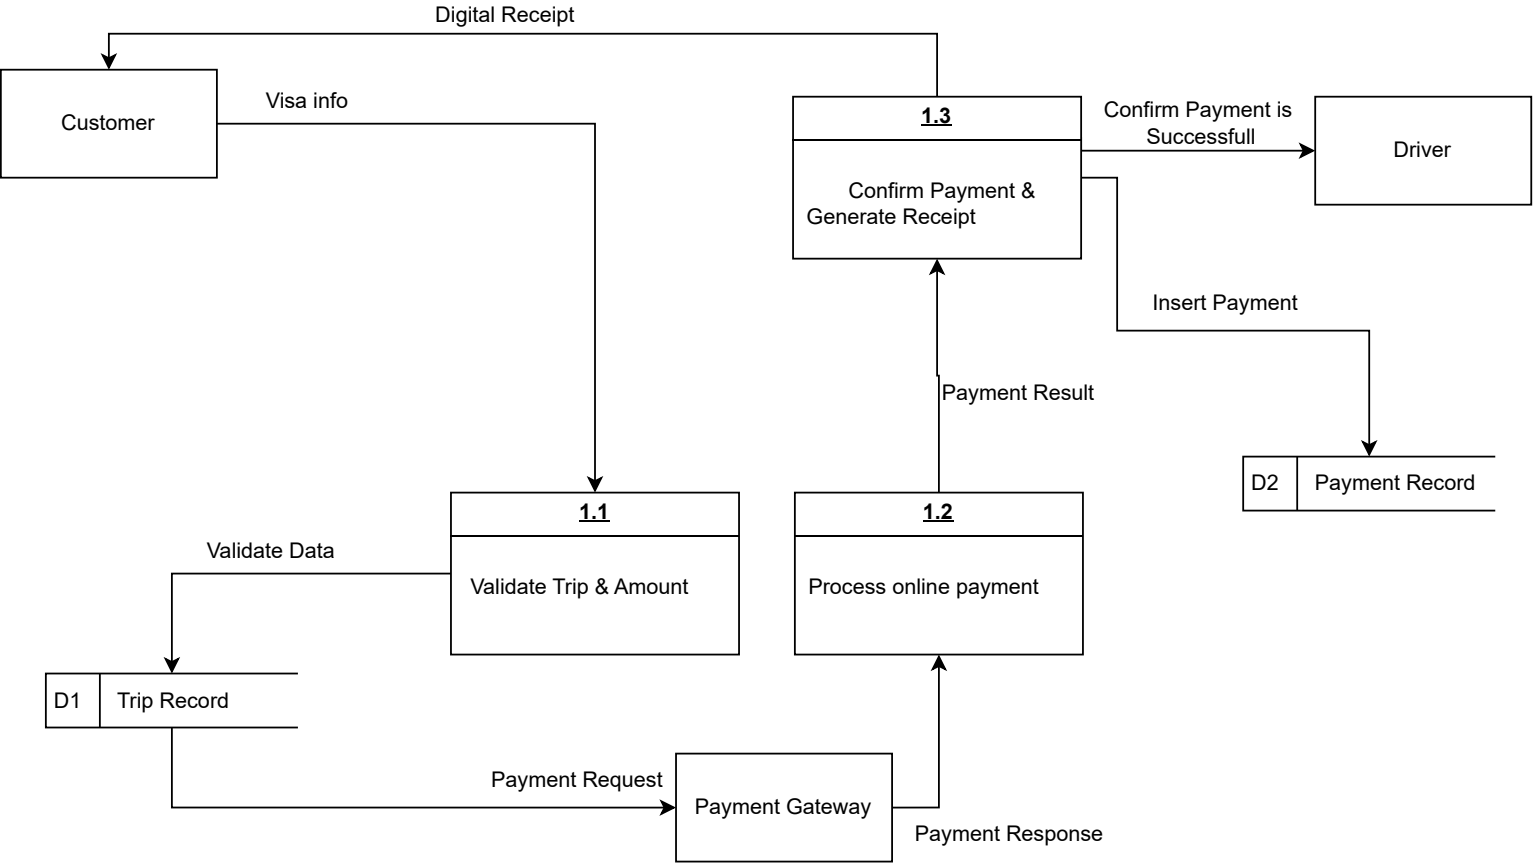 Digital Receipt
Customer
Visa info
1.3
Confirm Payment &
Generate Receipt
Confirm Payment is
Successfull
Driver
Insert Payment
Payment Result
D2
Payment Record
1.1
Validate Trip & Amount
1.2
Process online payment
Validate Data
D1
Trip Record
Payment Request
Payment Gateway
Payment Response